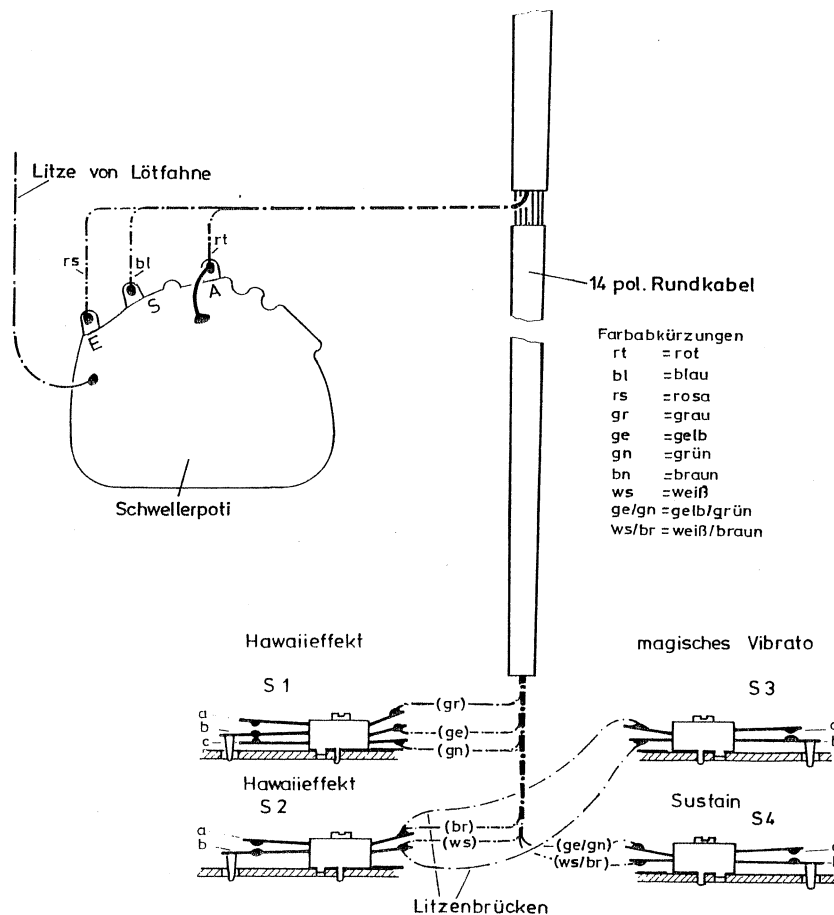 Litze von Lötfahne
rs
bl
rt
E
S
A
Schwellerpoti
14 pol. Rundkabel
Farbabkürzungen
rt =rot
bl =blau
rs =rosa
gr =grau
ge =gelb
gn =grün
bn =braun
ws =weiß
ge/gn =gelb/grün
ws/br =weiß/braun
Hawaiieffekt
S 1
a
b
c
(gr)
(ge)
(gn)
magisches Vibrato
S 3
Hawaiieffekt
S 2
a
b
(br)
(ws)
Sustain
S4
(ge/gn)
(ws/br)
Litzenbrücken